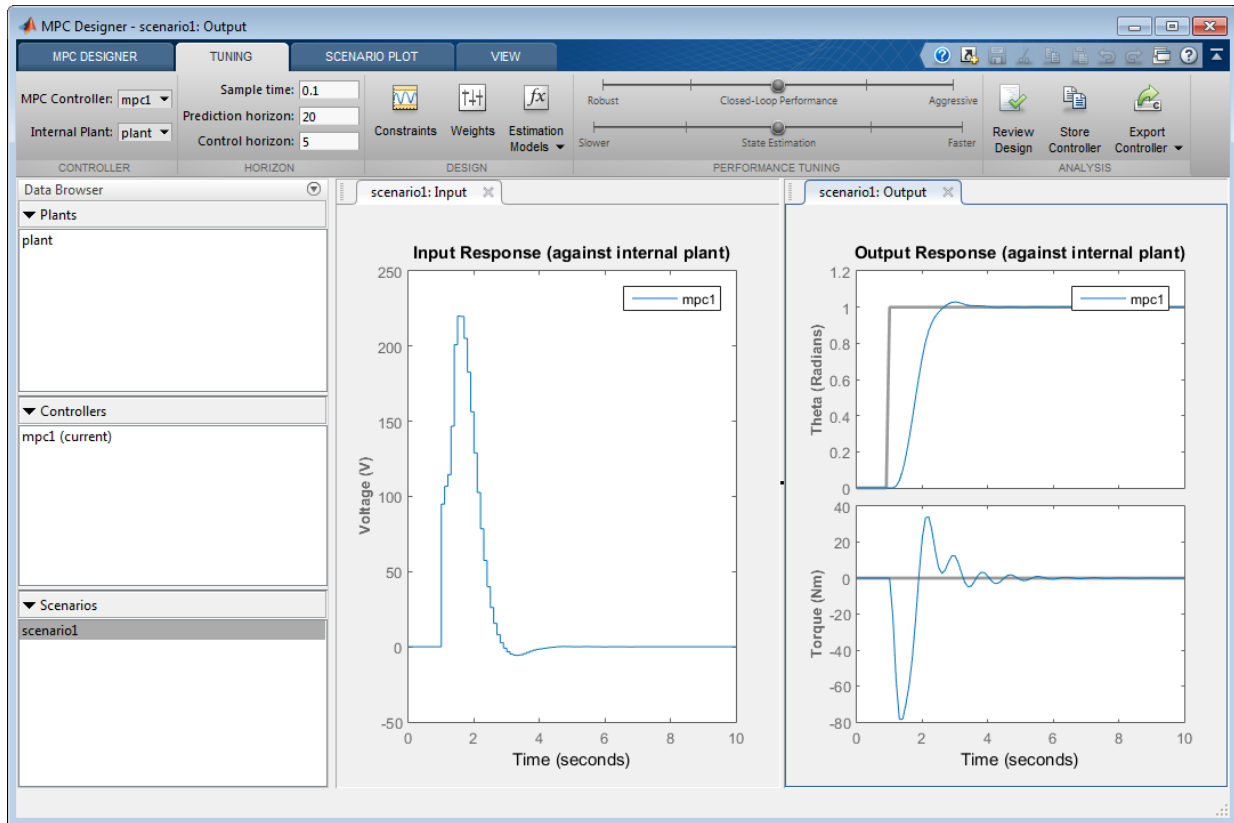 MPC Designer - scenario1: Output
MPC DESIGNER
TUNING
SCENARIO PLOT
VIEW
MPC Controller: mpc1
Internal Plant: plant
CONTROLLER
Sample time: 0.1
Prediction horizon: 20
Control horizon: 5
HORIZON
Constraints
Weights
fx
Estimation
Models
DESIGN
Robust
Closed-Loop Performance
Aggressive
Slower
State Estimation
Faster
PERFORMANCE TUNING
Review
Design
Store
Controller
Export
Controller
ANALYSIS
Data Browser
Plants
plant
Controllers
mpc1 (current)
Scenarios
scenario1
scenario1: Input
Input Response (against internal plant)
mpc1
Voltage (V)
250
200
150
100
50
0
-50
0 2 4 6 8 10
Time (seconds)
scenario1: Output
Output Response (against internal plant)
mpc1
Theta (Radians)
1.2
1
0.8
0.6
0.4
0.2
0
Torque (Nm)
40
20
0
-20
-40
-60
-80
0 2 4 6 8 10
Time (seconds)